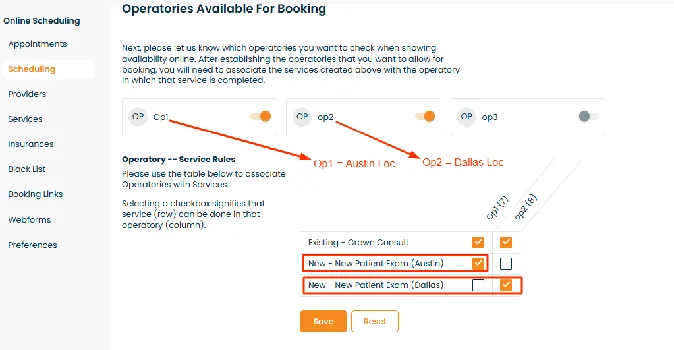 Operatories Available For Booking
Online Scheduling
Appointments
Scheduling
Providers
Services
Insurances
Black List
Booking Links
Webforms
Preferences
Next, please let us know which operatories you want to check when showing
availability online. After establishing the operatories that you want to allow for
booking, you will need to associate the services created above with the operatory
in which that service is completed.
OP Op1
OP op2
OP op3
Op1 = Austin Loc
Op2 = Dallas Loc
Operatory -- Service Rules
Please use the table below to associate
Operatories with Services.
Selecting a checkbox signifies that
service (row) can be done in that
operatory (column).
Op1 (7)
op2 (8)
Existing - Crown Consult
New - New Patient Exam (Austin)
New - New Patient Exam (Dallas)
Save
Reset